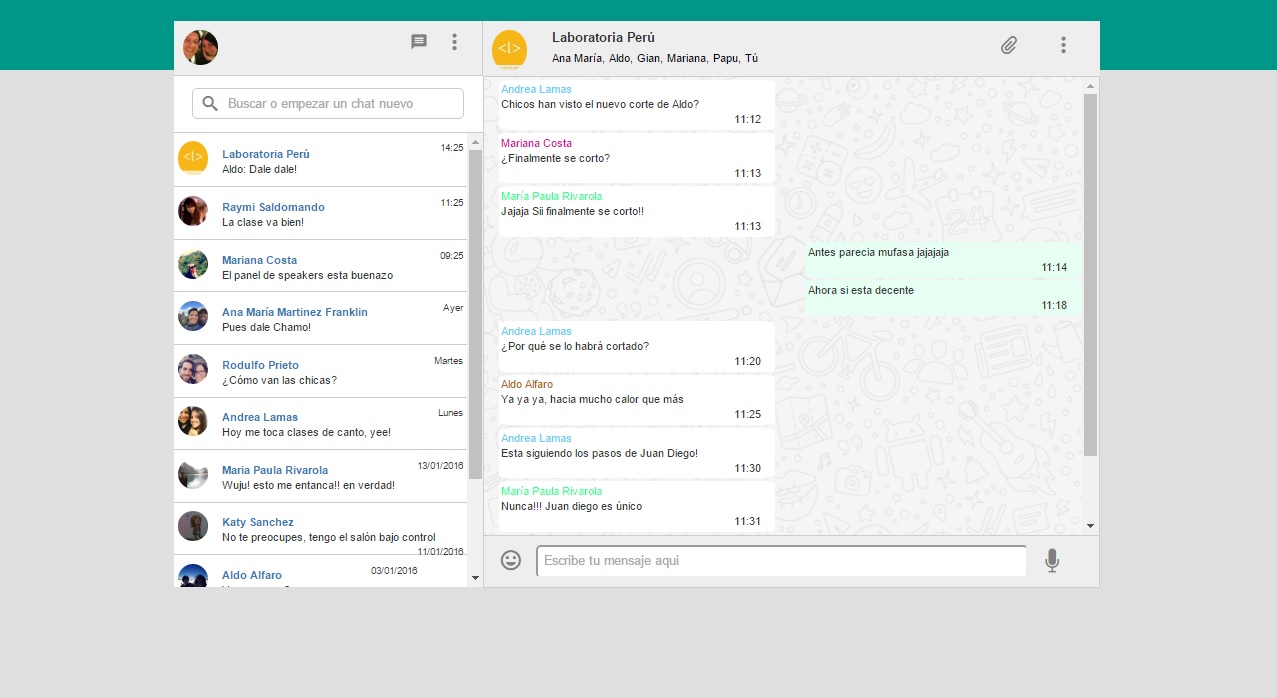 Buscar o empezar un chat nuevo
Laboratoria Perú
14:25
Aldo: Dale dale!
Raymi Saldomando
11:25
La clase va bien!
Mariana Costa
09:25
El panel de speakers esta buenazo
Ana María Martinez Franklin
Ayer
Pues dale Chamo!
Rodulfo Prieto
Martes
¿Cómo van las chicas?
Andrea Lamas
Lunes
Hoy me toca clases de canto, yee!
Maria Paula Rivarola
13/01/2016
Wuju! esto me entanca!! en verdad!
Katy Sanchez
No te preocupes, tengo el salón bajo control
11/01/2016
Aldo Alfaro
03/01/2016
<l>
Laboratoria Perú
Ana María, Aldo, Gian, Mariana, Papu, Tú
Andrea Lamas
Chicos han visto el nuevo corte de Aldo?
11:12
Mariana Costa
¿Finalmente se corto?
11:13
María Paula Rivarola
Jajaja Sii finalmente se corto!!
11:13
Antes parecia mufasa jajajaja
11:14
Ahora si esta decente
11:18
Andrea Lamas
¿Por qué se lo habrá cortado?
11:20
Aldo Alfaro
Ya ya ya, hacia mucho calor que más
11:25
Andrea Lamas
Esta siguiendo los pasos de Juan Diego!
11:30
María Paula Rivarola
Nunca!!! Juan diego es único
11:31
Escribe tu mensaje aqui
24